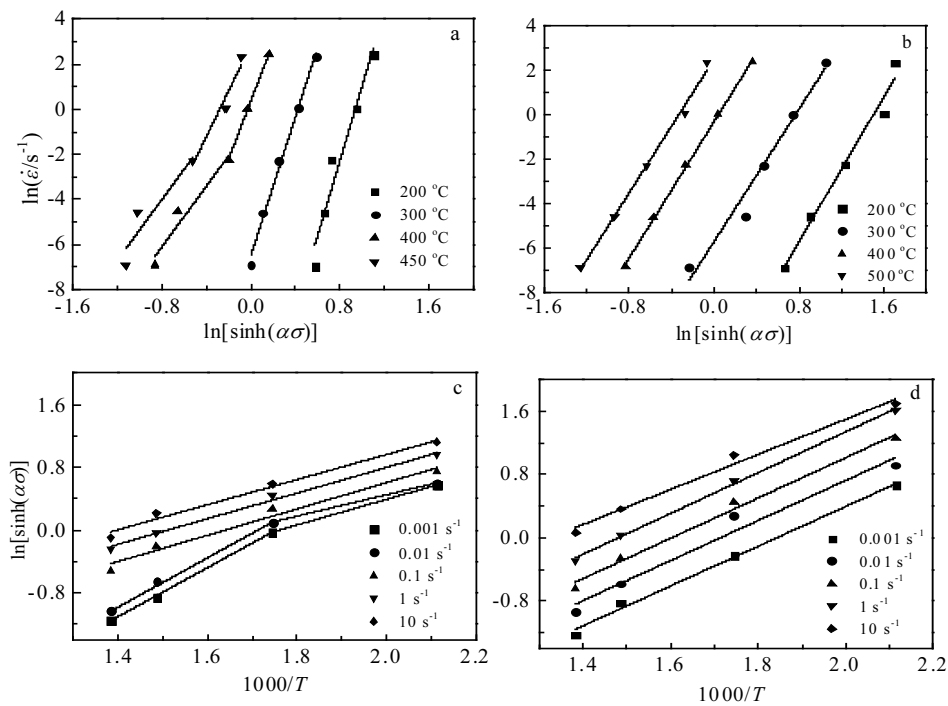 a
4
2
0
-2
-4
-6
-8
ln(ε̇/s⁻¹)
200 °C
300 °C
400 °C
450 °C
-1.6 -0.8 0.0 0.8 1.6
ln[sinh(ασ)]
b
4
2
0
-2
-4
-6
-8
200°C
300°C
400°C
500°C
-1.6 -0.8 0.0 0.8 1.6
ln[sinh(ασ)]
c
1.6
0.8
0.0
-0.8
ln[sinh(ασ)]
0.001 s⁻¹
0.01 s⁻¹
0.1 s⁻¹
1 s⁻¹
10 s⁻¹
1.4 1.6 1.8 2.0 2.2
1000/T
d
1.6
0.8
0.0
-0.8
0.001 s⁻¹
0.01 s⁻¹
0.1 s⁻¹
1 s⁻¹
10 s⁻¹
1.4 1.6 1.8 2.0 2.2
1000/T